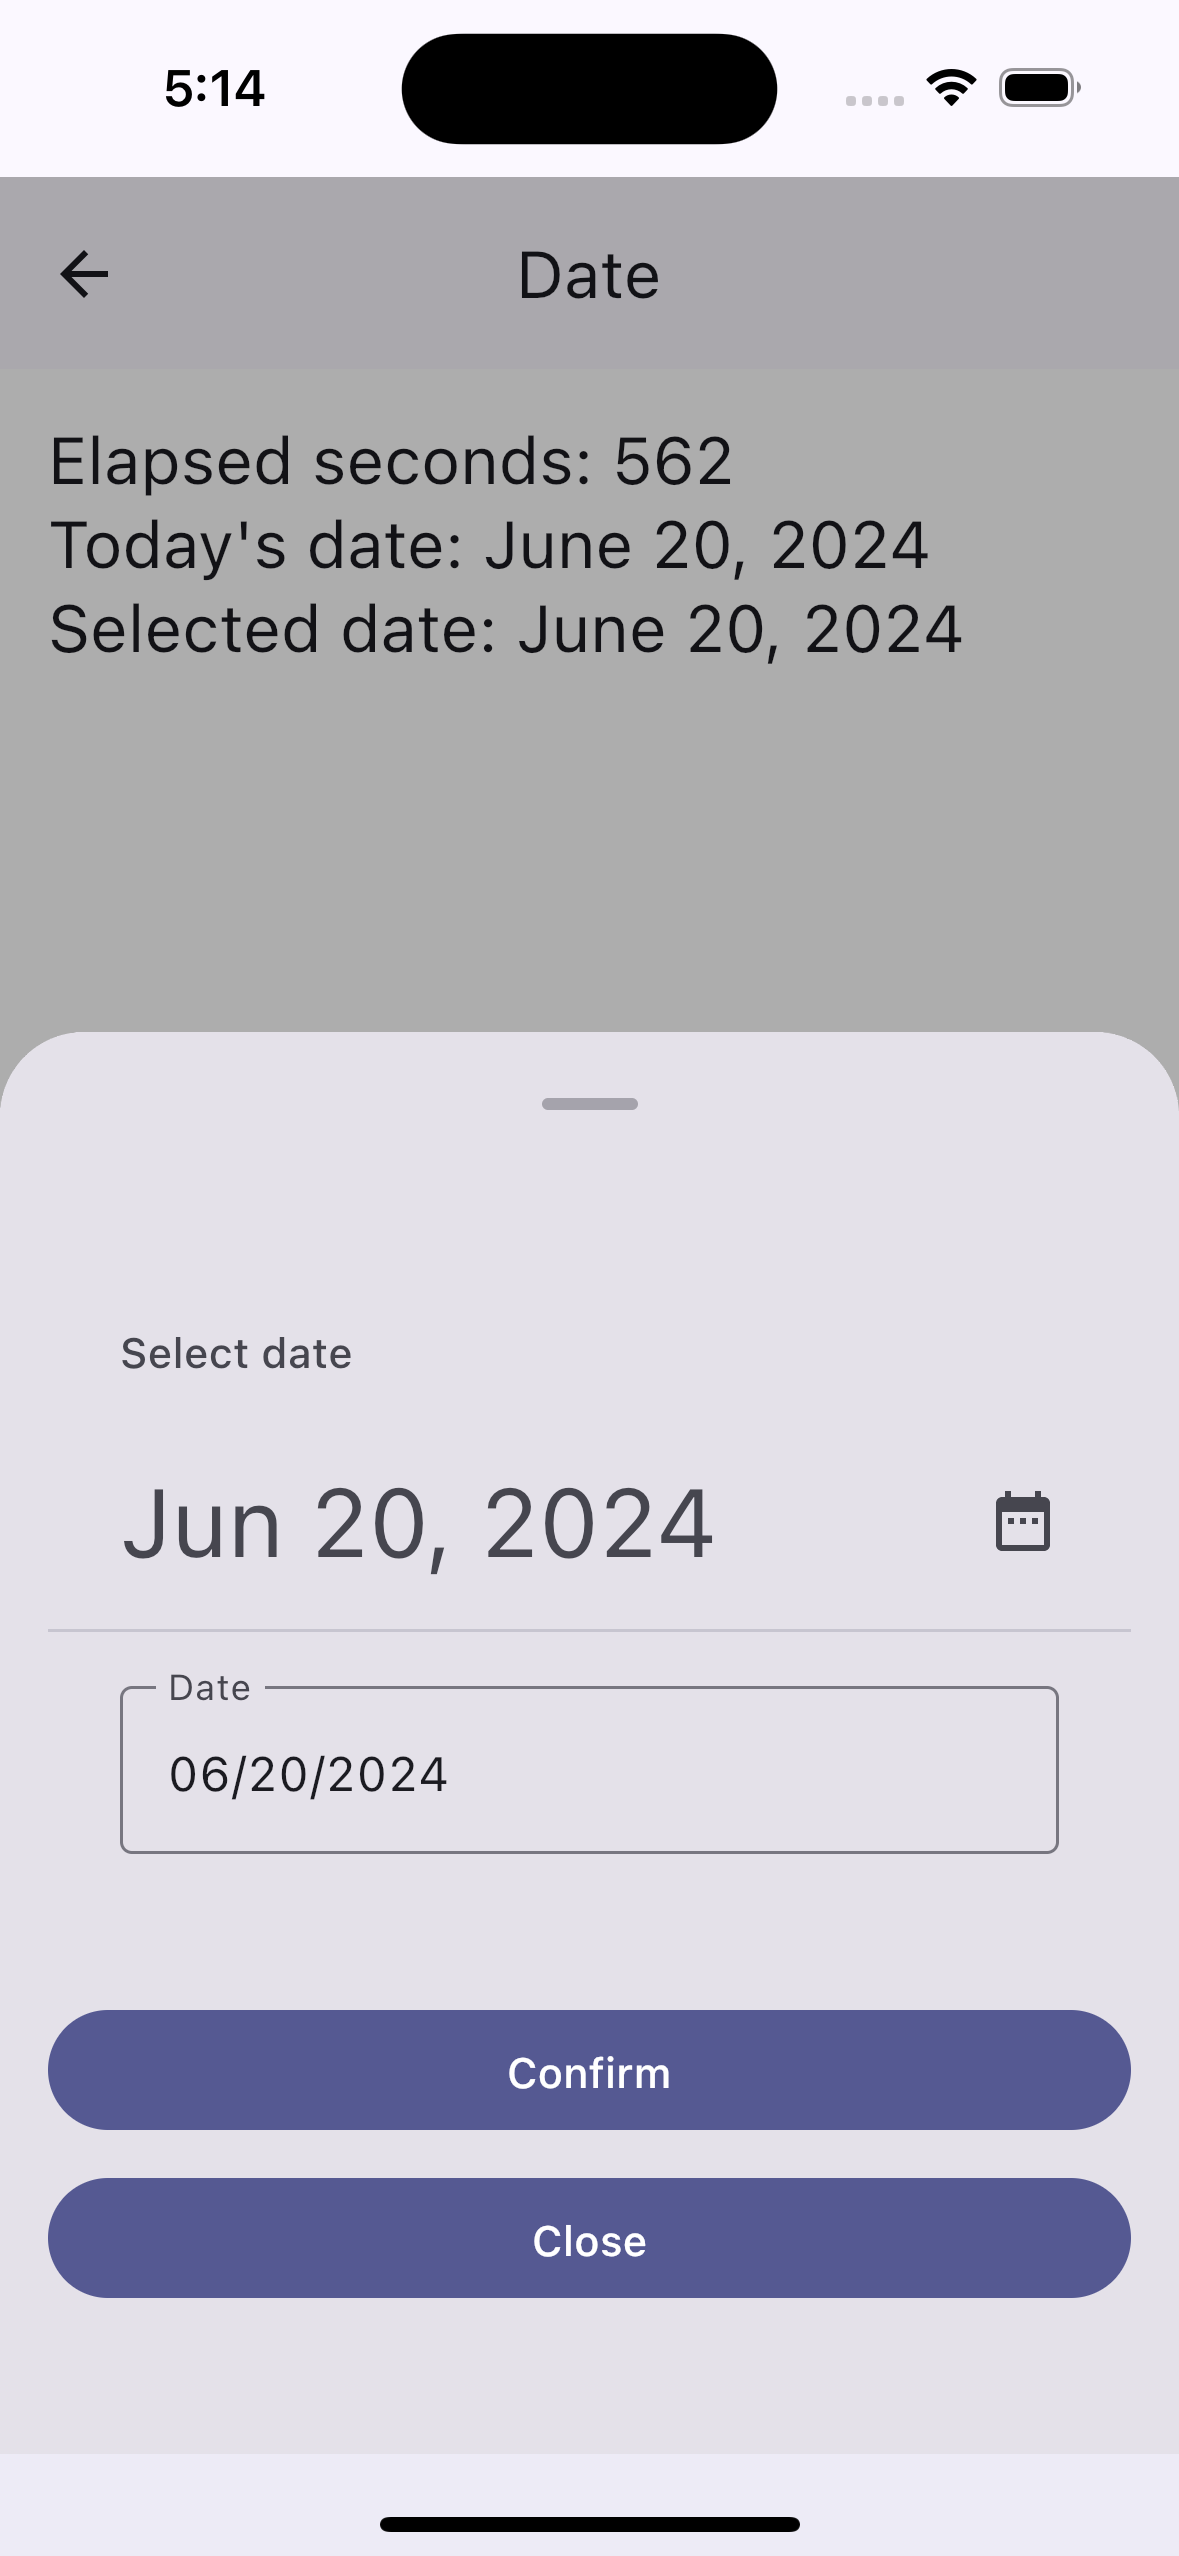 5:14
Date
Elapsed seconds: 562
Today's date: June 20, 2024
Selected date: June 20, 2024
Select date
Jun 20, 2024
Date
06/20/2024
Confirm
Close